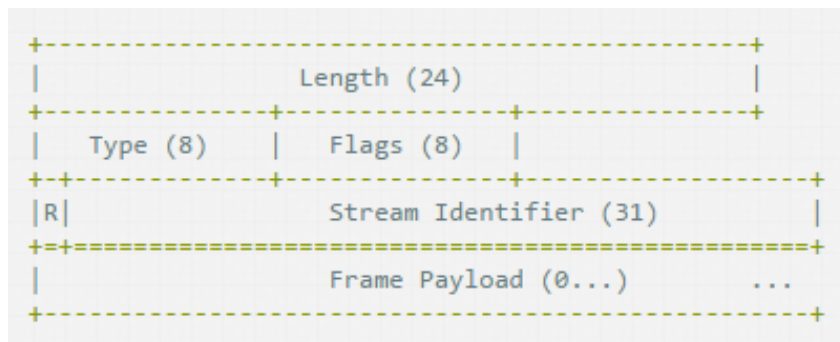 +-----------------------------------------------+
|                 Length (24)                   |
+---------------+---------------+---------------+
|   Type (8)    |   Flags (8)   |
+-+-------------+---------------+-------------------+
|R|                 Stream Identifier (31)          |
+=+=================================================+
|                   Frame Payload (0...)        ...
+---------------------------------------------------+